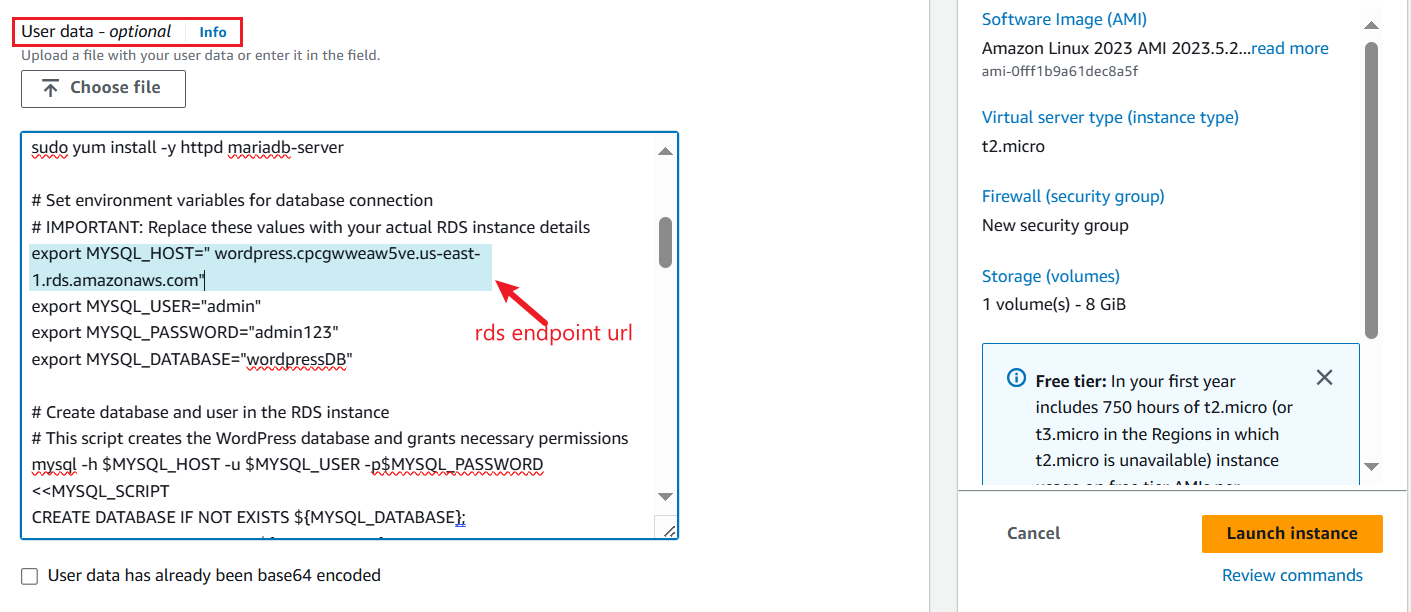 User data - optional Info
Upload a file with your user data or enter it in the field.
Choose file
sudo yum install -y httpd mariadb-server
# Set environment variables for database connection
# IMPORTANT: Replace these values with your actual RDS instance details
export MYSQL_HOST=" wordpress.cpcgwweaw5ve.us-east-
1.rds.amazonaws.com"
export MYSQL_USER="admin"
export MYSQL_PASSWORD="admin123"
export MYSQL_DATABASE="wordpressDB"
rds endpoint url
# Create database and user in the RDS instance
# This script creates the WordPress database and grants necessary permissions
mysql -h $MYSQL_HOST -u $MYSQL_USER -p$MYSQL_PASSWORD
<<MYSQL_SCRIPT
CREATE DATABASE IF NOT EXISTS ${MYSQL_DATABASE};
User data has already been base64 encoded
Software Image (AMI)
Amazon Linux 2023 AMI 2023.5.2...read more
ami-0fff1b9a61dec8a5f
Virtual server type (instance type)
t2.micro
Firewall (security group)
New security group
Storage (volumes)
1 volume(s) - 8 GiB
Free tier: In your first year
includes 750 hours of t2.micro (or
t3.micro in the Regions in which
t2.micro is unavailable) instance
usage on free tier AMIs per
Cancel
Launch instance
Review commands